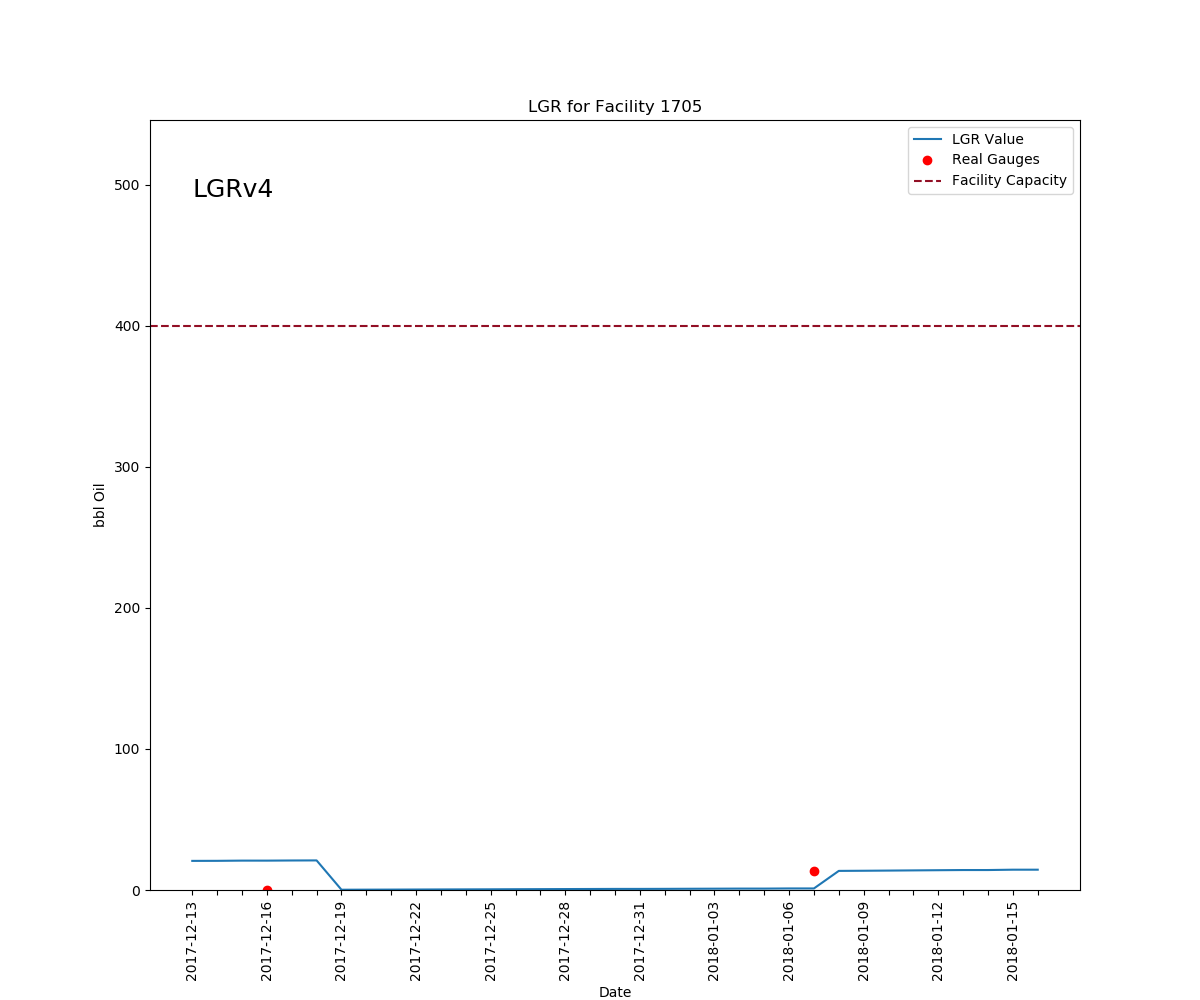 LGR for Facility 1705
LGR Value
Real Gauges
Facility Capacity
LGRv4
500
400
300
200
100
0
bbl Oil
2017-12-13
2017-12-16
2017-12-19
2017-12-22
2017-12-25
2017-12-28
2017-12-31
2018-01-03
2018-01-06
2018-01-09
2018-01-12
2018-01-15
Date